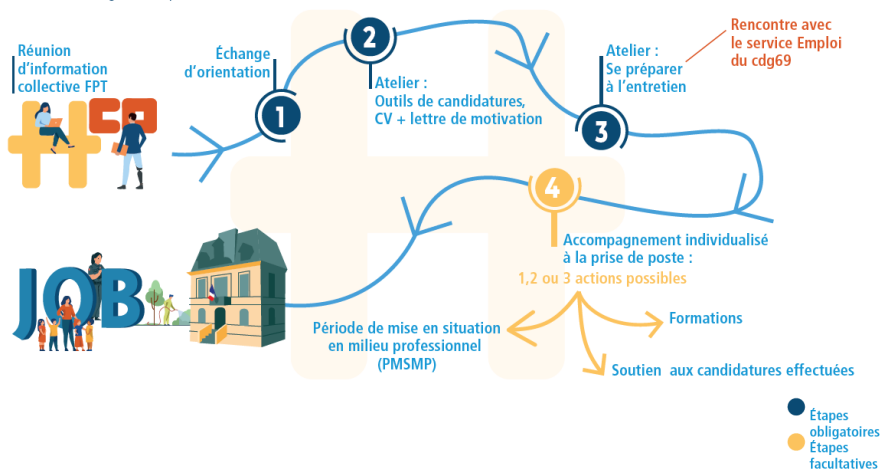 Réunion
d'information
collective FPT
1
Échange
d'orientation
2
Atelier :
Outils de candidatures,
CV + lettre de motivation
3
Atelier :
Se préparer
à l'entretien
Rencontre avec
le service Emploi
du cdg69
4
Accompagnement individualisé
à la prise de poste :
1,2 ou 3 actions possibles
Formations
Soutien aux candidatures effectuées
Période de mise en situation
en milieu professionnel
(PMSMP)
JOB
Étapes
obligatoires
Étapes
facultatives